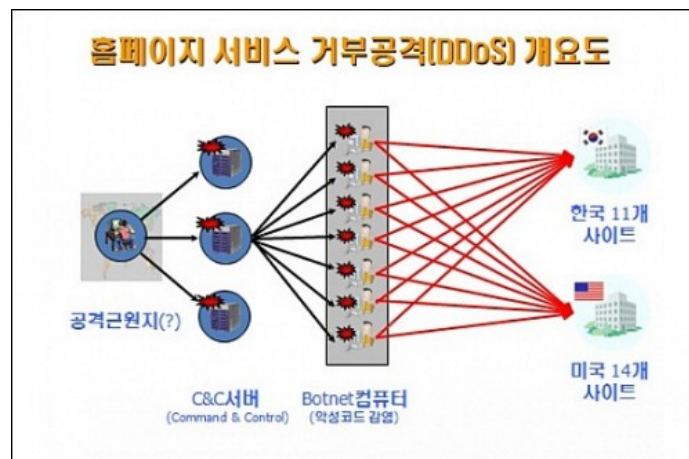 홈페이지 서비스 거부공격(DDoS) 개요도
한국 11개
사이트
공격근원지(?)
미국 14개
사이트
C&C서버
(Command & Control)
Botnet컴퓨터
(악성코드 감염)